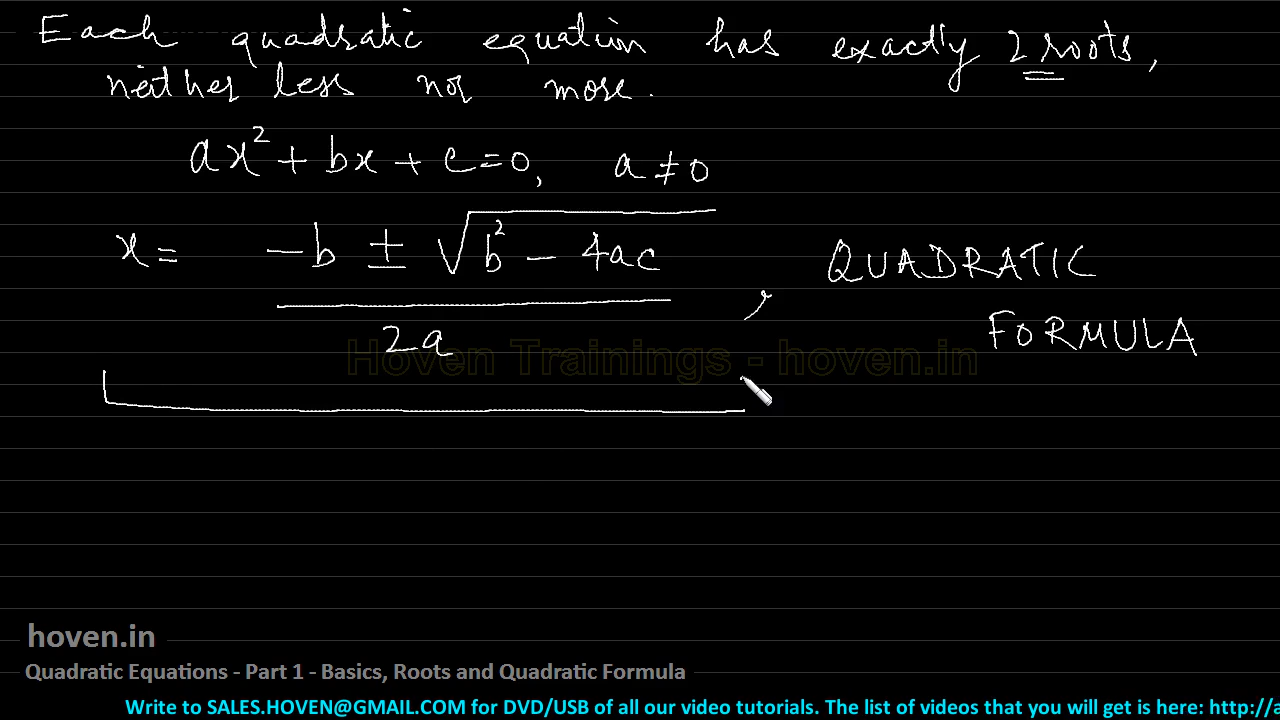 Each quadratic equation has exactly 2 roots,
neither less nor more.
ax² + bx + c = 0, a ≠ 0
x = (-b ± √(b² - 4ac)) / 2a , QUADRATIC
FORMULA
Hoven Trainings - hoven.in
hoven.in
Quadratic Equations - Part 1 - Basics, Roots and Quadratic Formula
Write to SALES.HOVEN@GMAIL.COM for DVD/USB of all our video tutorials. The list of videos that you will get is here: http://a